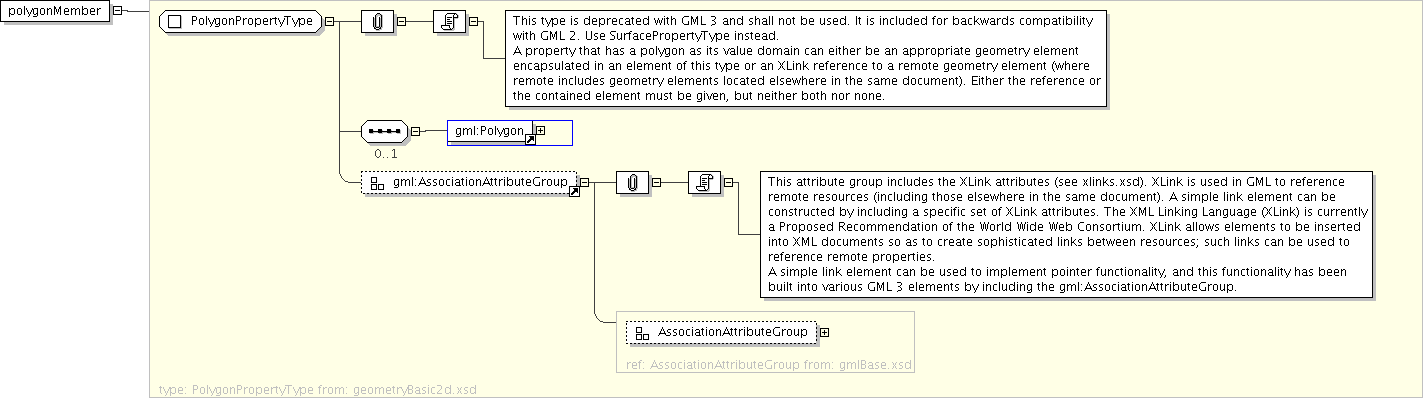 polygonMember
PolygonPropertyType
This type is deprecated with GML 3 and shall not be used. It is included for backwards compatibility
with GML 2. Use SurfacePropertyType instead.
A property that has a polygon as its value domain can either be an appropriate geometry element
encapsulated in an element of this type or an XLink reference to a remote geometry element (where
remote includes geometry elements located elsewhere in the same document). Either the reference or
the contained element must be given, but neither both nor none.
gml:Polygon
0..1
gml:AssociationAttributeGroup
This attribute group includes the XLink attributes (see xlinks.xsd). XLink is used in GML to reference
remote resources (including those elsewhere in the same document). A simple link element can be
constructed by including a specific set of XLink attributes. The XML Linking Language (XLink) is currently
a Proposed Recommendation of the World Wide Web Consortium. XLink allows elements to be inserted
into XML documents so as to create sophisticated links between resources; such links can be used to
reference remote properties.
A simple link element can be used to implement pointer functionality, and this functionality has been
built into various GML 3 elements by including the gml:AssociationAttributeGroup.
AssociationAttributeGroup
ref: AssociationAttributeGroup from: gmlBase.xsd
type: PolygonPropertyType from: geometryBasic2d.xsd